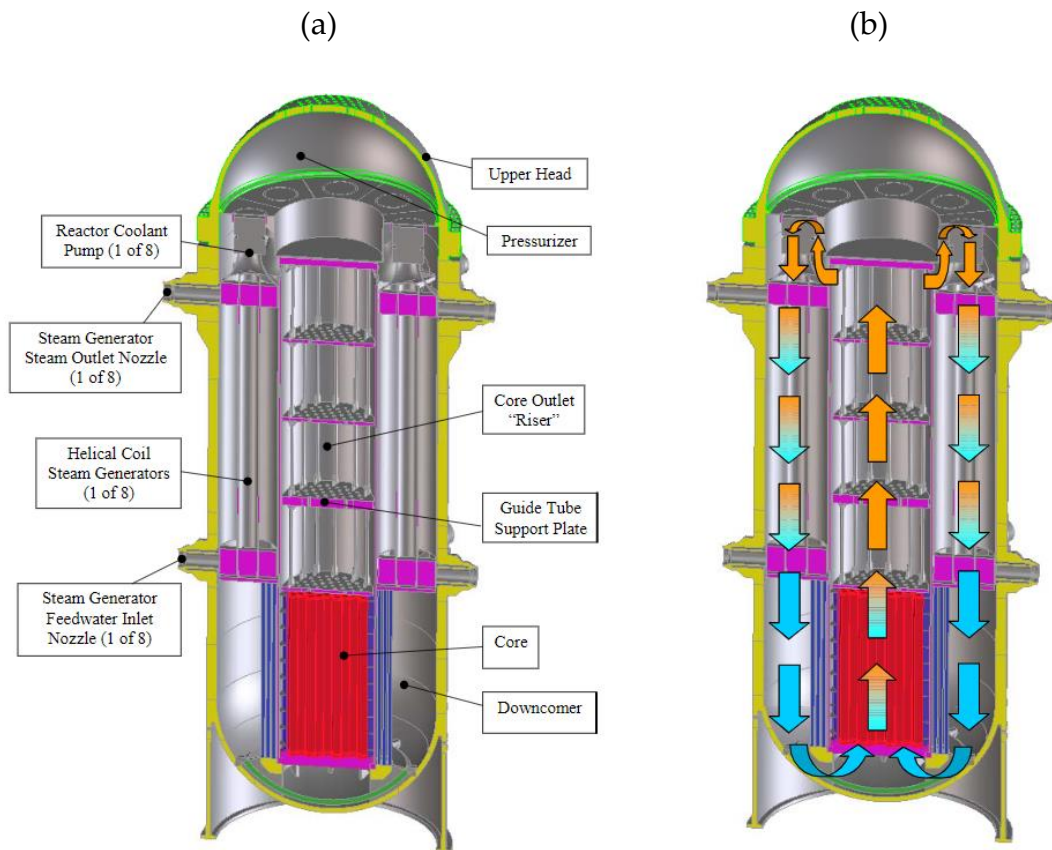 (a)
(b)
Upper Head
Reactor Coolant
Pump (1 of 8)
Pressurizer
Steam Generator
Steam Outlet Nozzle
(1 of 8)
Core Outlet
“Riser”
Helical Coil
Steam Generators
(1 of 8)
Guide Tube
Support Plate
Steam Generator
Feedwater Inlet
Nozzle (1 of 8)
Core
Downcomer